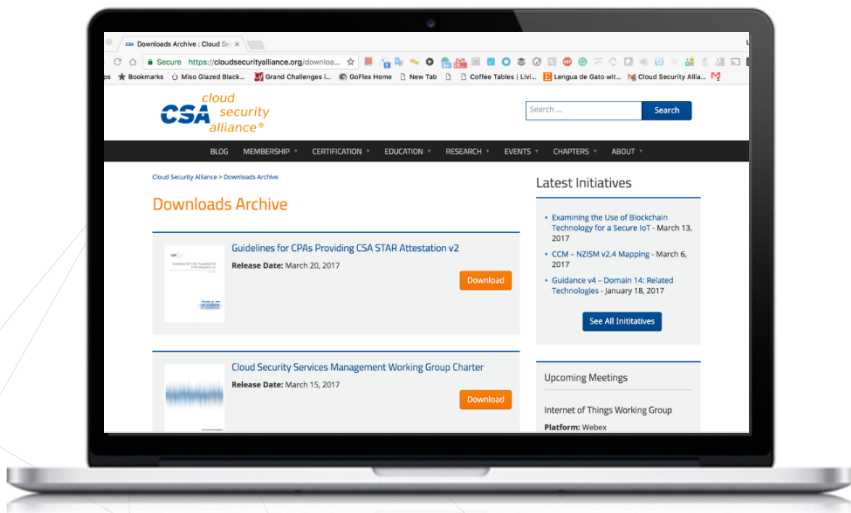 Downloads Archive : Cloud Se
Secure https://cloudsecurityalliance.org/downloa...
Bookmarks Miso Glazed Black... Grand Challenges i... GoFlex Home New Tab Coffee Tables | Livi... Lengua de Gato wit... Cloud Security Allia...
cloud
CSA security
alliance®
Search ... Search
BLOG MEMBERSHIP CERTIFICATION EDUCATION RESEARCH EVENTS CHAPTERS ABOUT
Cloud Security Alliance > Downloads Archive
Downloads Archive
Guidelines for CPAs Providing CSA STAR Attestation v2
Release Date: March 20, 2017
Download
Cloud Security Services Management Working Group Charter
Release Date: March 15, 2017
Download
Latest Initiatives
Examining the Use of Blockchain
Technology for a Secure IoT - March 13,
2017
CCM – NZISM v2.4 Mapping - March 6,
2017
Guidance v4 – Domain 14: Related
Technologies - January 18, 2017
See All Inititatives
Upcoming Meetings
Internet of Things Working Group
Platform: Webex